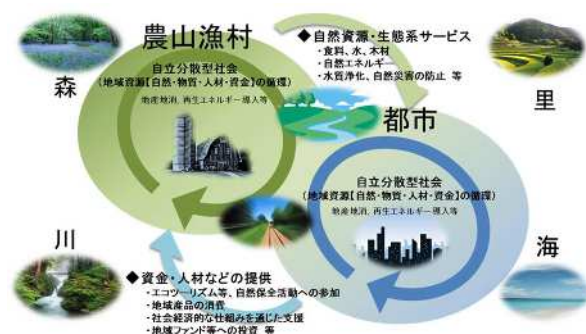 農山漁村
◆自然資源・生態系サービス
・食料、水、木材
・自然エネルギー
・水質浄化、自然災害の防止 等
森
自立分散型社会
(地域資源【自然・物質・人材・資金】の循環)
地産地消、再生エネルギー導入等
里
都市
自立分散型社会
(地域資源【自然・物質・人材・資金】の循環)
地産地消、再生エネルギー導入等
川
海
◆資金・人材などの提供
・エコツーリズム等、自然保全活動への参加
・地域産品の消費
・社会経済的な仕組みを通じた支援
・地域ファンド等への投資 等